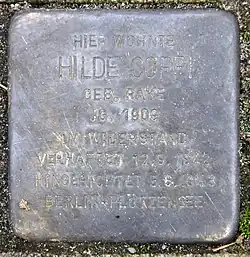 HIER WOHNTE
HILDE COPPI
GEB. RAKE
JG. 1909
IM WIDERSTAND
VERHAFTET 12.9.1942
HINGERICHTET 5.8.1943
BERLIN-PLÖTZENSEE